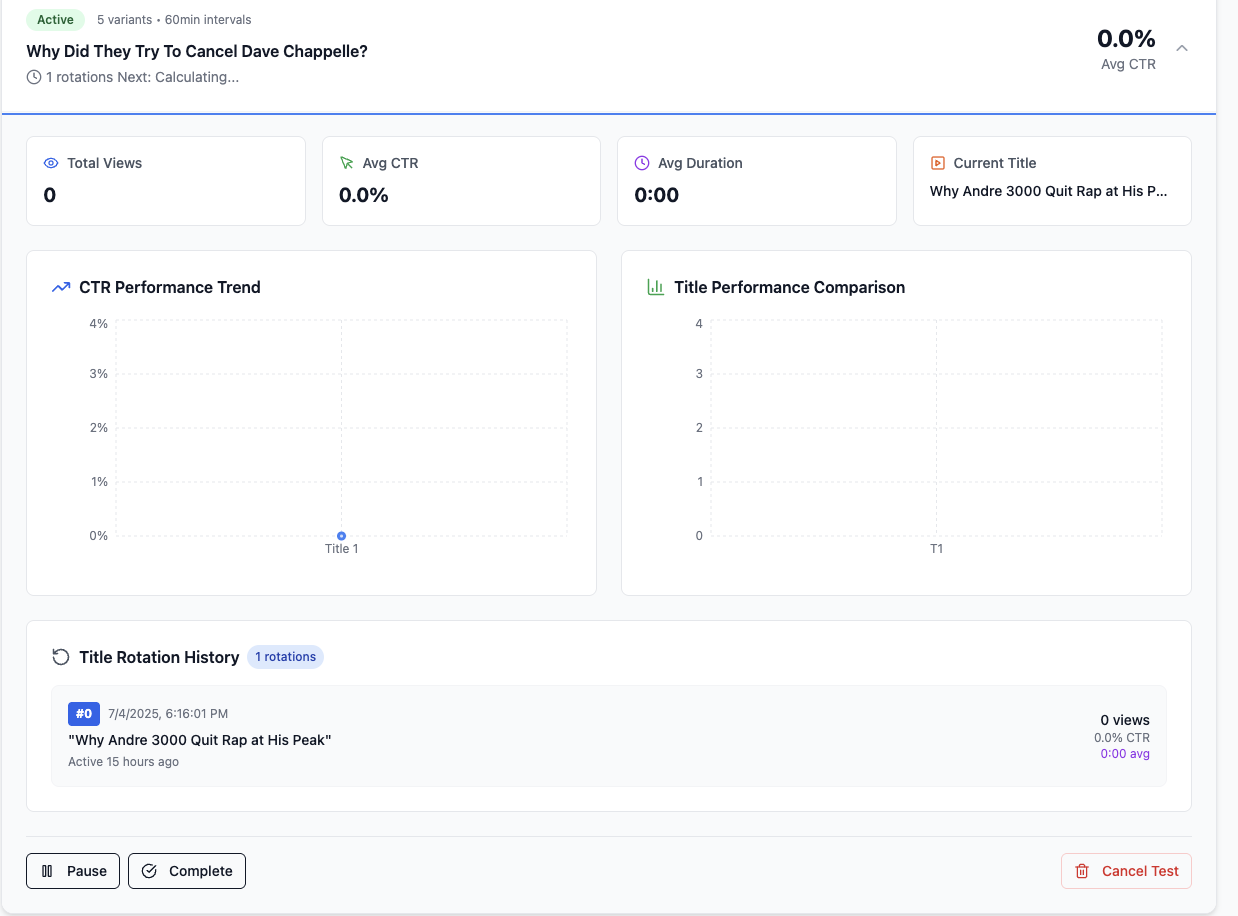 Active 5 variants • 60min intervals
Why Did They Try To Cancel Dave Chappelle?
1 rotations Next: Calculating...
0.0%
Avg CTR
Total Views
0
Avg CTR
0.0%
Avg Duration
0:00
Current Title
Why Andre 3000 Quit Rap at His P...
CTR Performance Trend
4%
3%
2%
1%
0%
Title 1
Title Performance Comparison
4
3
2
1
0
T1
Title Rotation History 1 rotations
#0 7/4/2025, 6:16:01 PM
"Why Andre 3000 Quit Rap at His Peak"
Active 15 hours ago
0 views
0.0% CTR
0:00 avg
Pause
Complete
Cancel Test